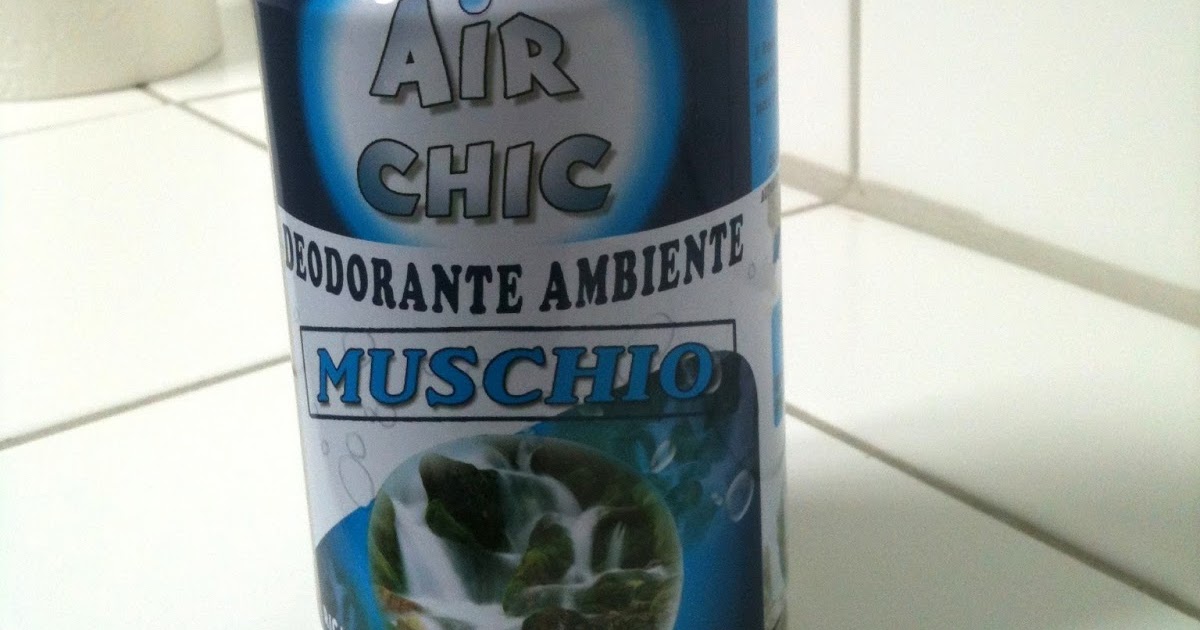 AiR
CHIC
DEODORANTE AMBIENTE
MUSCHIO